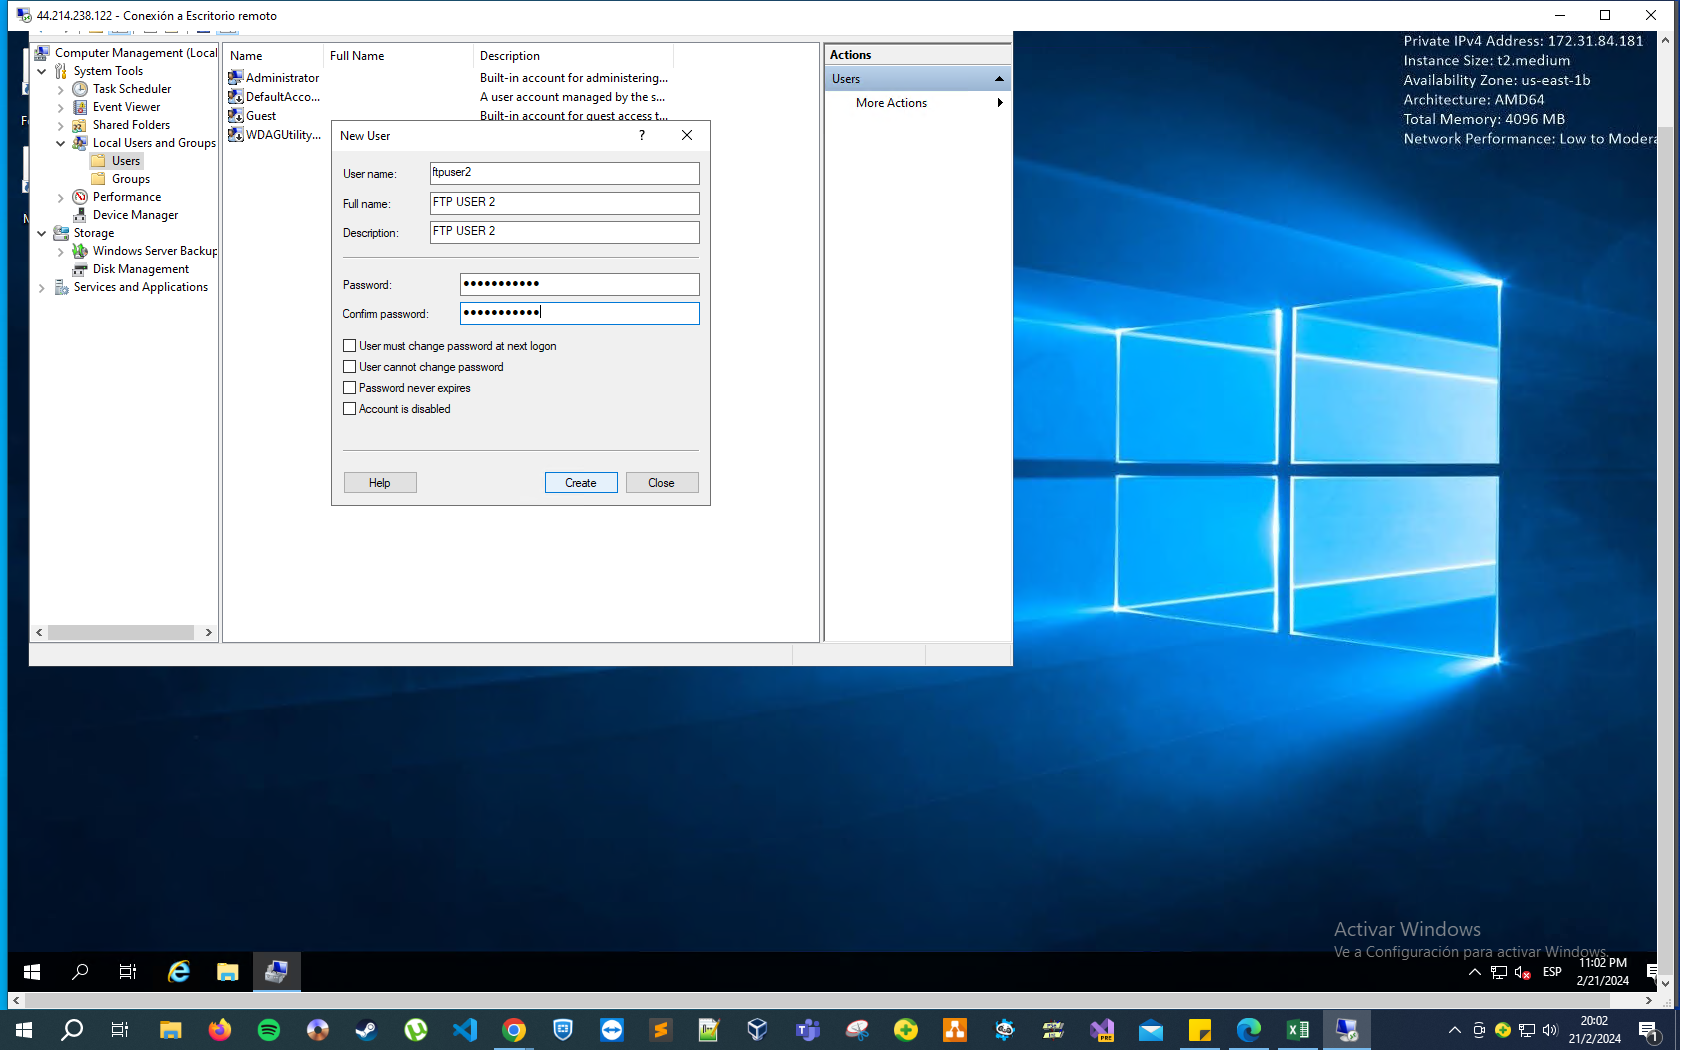 44.214.238.122 - Conexión a Escritorio remoto
Computer Management (Local
System Tools
Task Scheduler
Event Viewer
Shared Folders
Local Users and Groups
Users
Groups
Performance
Device Manager
Storage
Windows Server Backup
Disk Management
Services and Applications
Name Full Name Description
Administrator Built-in account for administering...
DefaultAcco... A user account managed by the s...
Guest Built-in account for guest access t...
WDAGUtility...
New User
User name: ftpuser2
Full name: FTP USER 2
Description: FTP USER 2
Password: ●●●●●●●●●●●
Confirm password: ●●●●●●●●●●●
User must change password at next logon
User cannot change password
Password never expires
Account is disabled
Help Create Close
Actions
Users
More Actions
Private IPv4 Address: 172.31.84.181
Instance Size: t2.medium
Availability Zone: us-east-1b
Architecture: AMD64
Total Memory: 4096 MB
Network Performance: Low to Modera
Activar Windows
Ve a Configuración para activar Windows.
ESP
11:02 PM
2/21/2024
20:02
21/2/2024
1